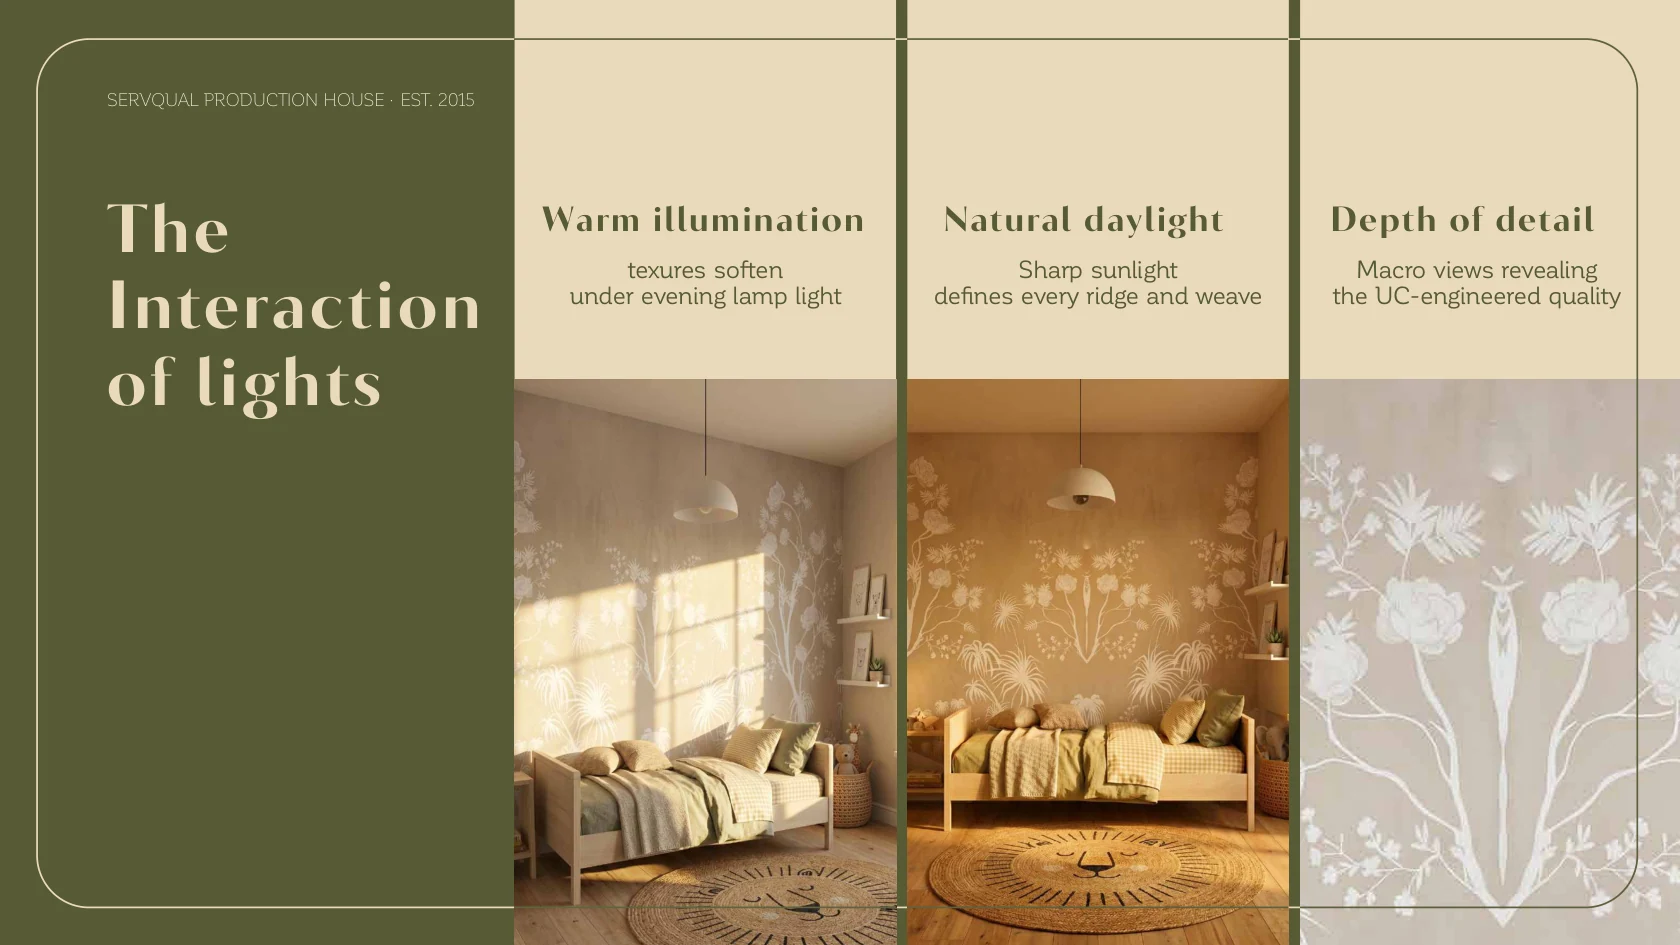 SERVQUAL PRODUCTION HOUSE · EST. 2015
The
Interaction
of lights
Warm illumination
texures soften
under evening lamp light
Natural daylight
Sharp sunlight
defines every ridge and weave
Depth of detail
Macro views revealing
the UC-engineered quality